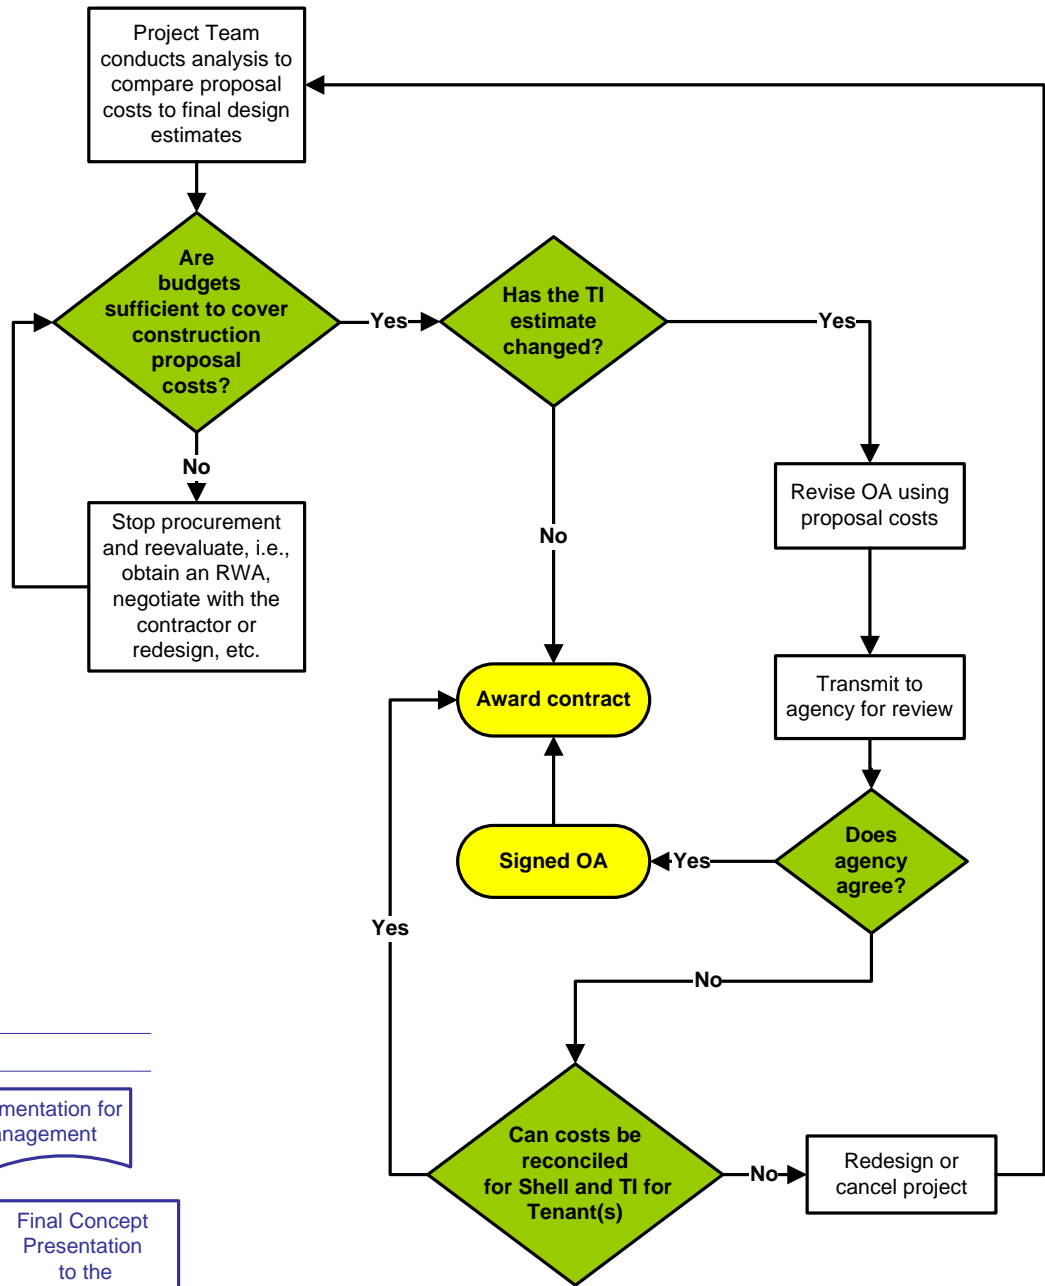 Project Team
conducts analysis to
compare proposal
costs to final design
estimates
Are
budgets
sufficient to cover
construction
proposal
costs?
Yes
Has the TI
estimate
changed?
Yes
No
Stop procurement
and reevaluate, i.e.,
obtain an RWA,
negotiate with the
contractor or
redesign, etc.
No
Revise OA using
proposal costs
Transmit to
agency for review
Award contract
Does
agency
agree?
Yes
Signed OA
Yes
No
Can costs be
reconciled
for Shell and TI for
Tenant(s)
No
Redesign or
cancel project
for
Final Concept
Presentation
to the